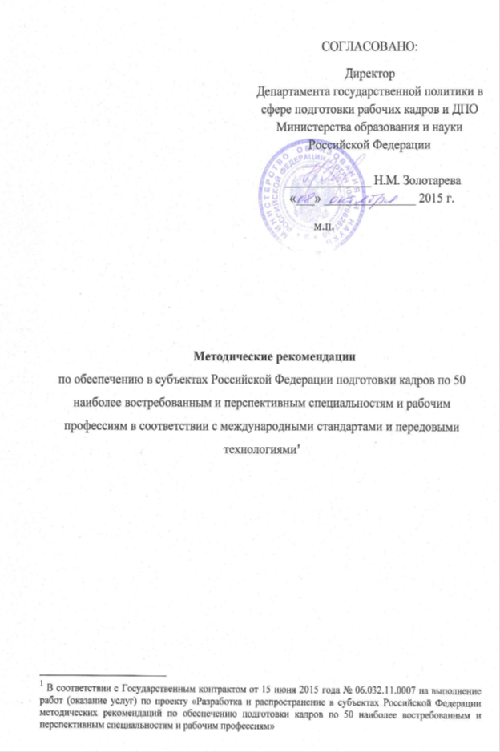 СОГЛАСОВАНО:
Директор
Департамента государственной политики в
сфере подготовки рабочих кадров и ДПО
Министерства образования и науки
Российской Федерации
Н.М. Золотарева
«08» октября 2015 г.
м.п.
Методические рекомендации
по обеспечению в субъектах Российской Федерации подготовки кадров по 50
наиболее востребованным и перспективным специальностям и рабочим
профессиям в соответствии с международными стандартами и передовыми
технологиями¹
¹ В соответствии с Государственным контрактом от 15 июня 2015 года № 06.032.11.0007 на выполнение
работ (оказание услуг) по проекту «Разработка и распространение в субъектах Российской Федерации
методических рекомендаций по обеспечению подготовки кадров по 50 наиболее востребованным и
перспективным специальностям и рабочим профессиям»